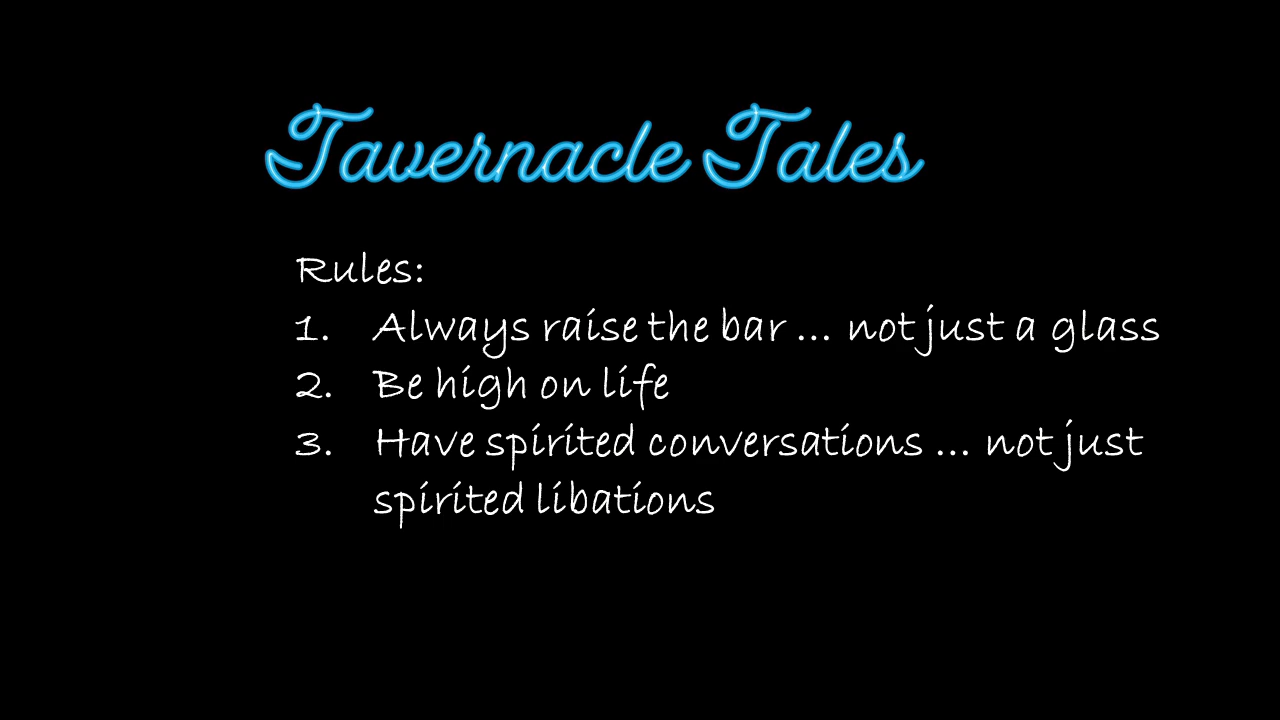 Tavernacle Tales
Rules:
1. Always raise the bar ... not just a glass
2. Be high on life
3. Have spirited conversations ... not just
spirited libations